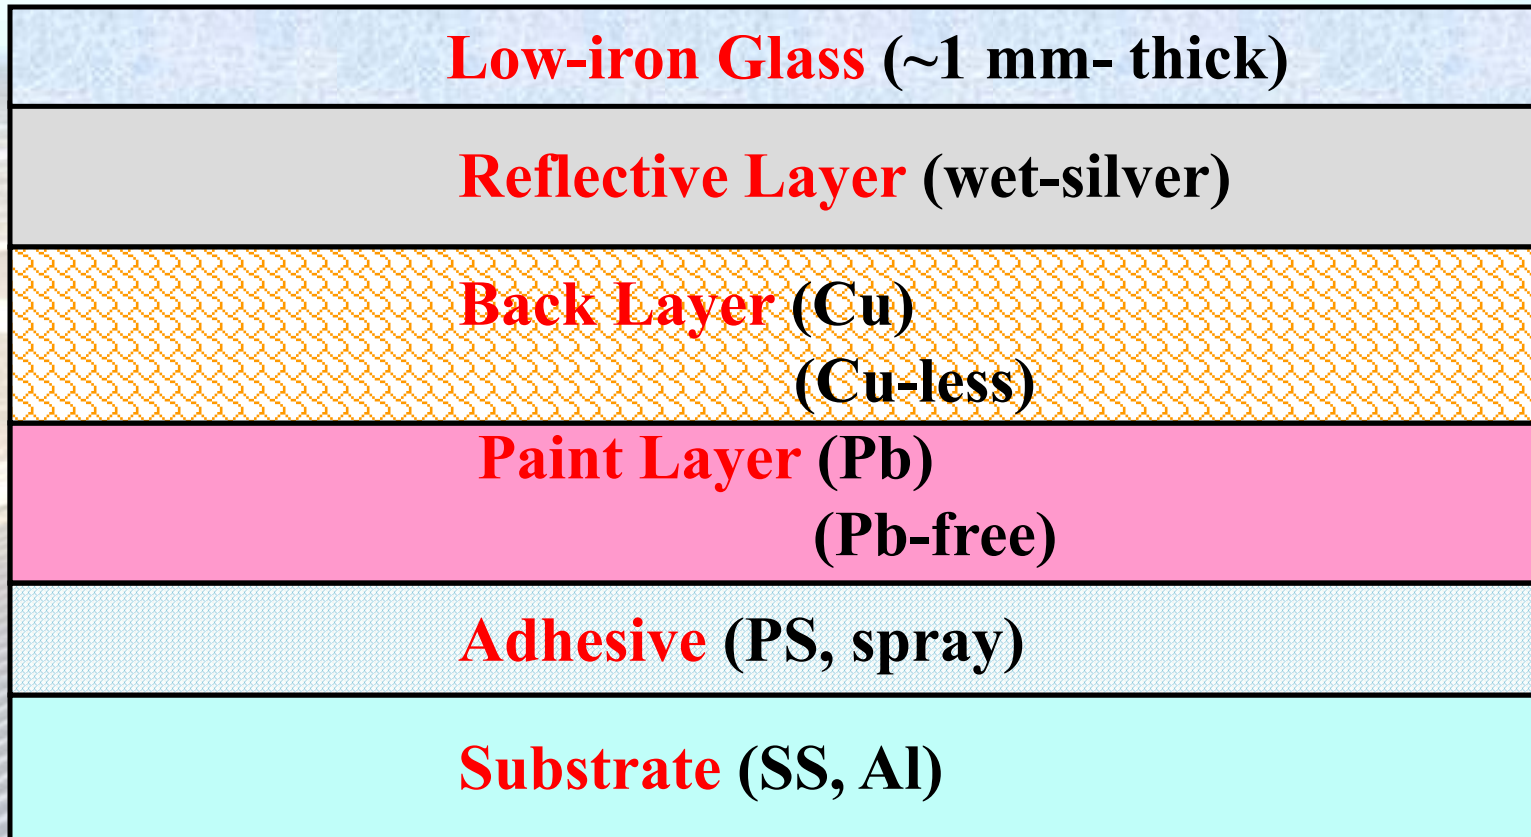 Low-iron Glass (~1 mm- thick)
Reflective Layer (wet-silver)
Back Layer (Cu)
(Cu-less)
Paint Layer (Pb)
(Pb-free)
Adhesive (PS, spray)
Substrate (SS, Al)